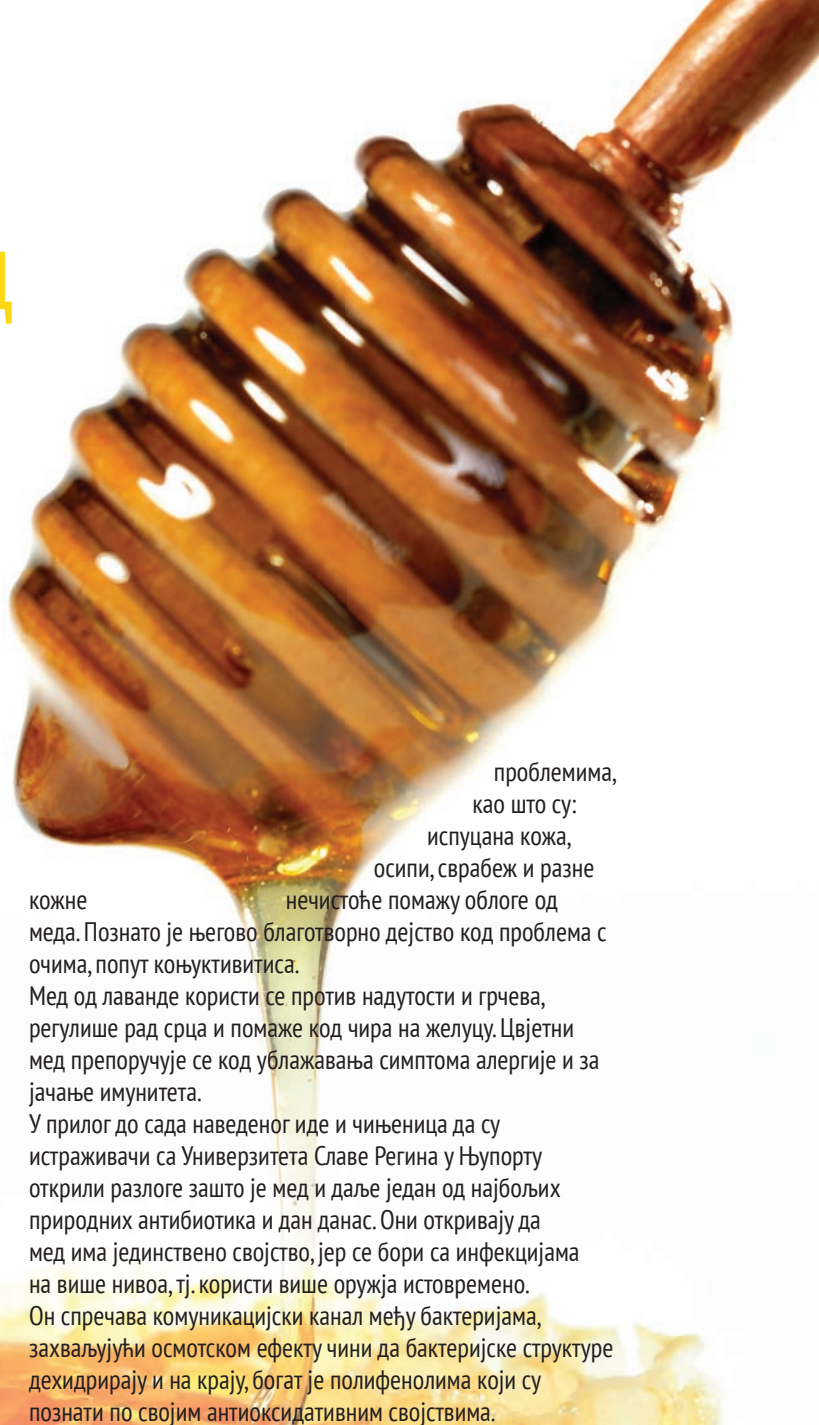 Д
проблемима,
као што су:
испуцана кожа,
осипи, сврабеж и разне
кожне нечистоће помажу облоге од
меда. Познато је његово благотворно дејство код проблема с
очима, попут коњуктивитиса.
Мед од лаванде користи се против надутости и грчева,
регулише рад срца и помаже код чира на желуцу. Цвјетни
мед препоручује се код ублажавања симптома алергије и за
јачање имунитета.
У прилог до сада наведеног иде и чињеница да су
истраживачи са Универзитета Славе Регина у Њупорту
открили разлоге зашто је мед и даље један од најбољих
природних антибиотика и дан данас. Они откривају да
мед има јединствено својство, јер се бори са инфекцијама
на више нивоа, тј. користи више оружја истовремено.
Он спречава комуникацијски канал међу бактеријама,
захваљујући осмотском ефекту чини да бактеријске структуре
дехидрирају и на крају, богат је полифенолима који су
познати по својим антиоксидативним својствима.